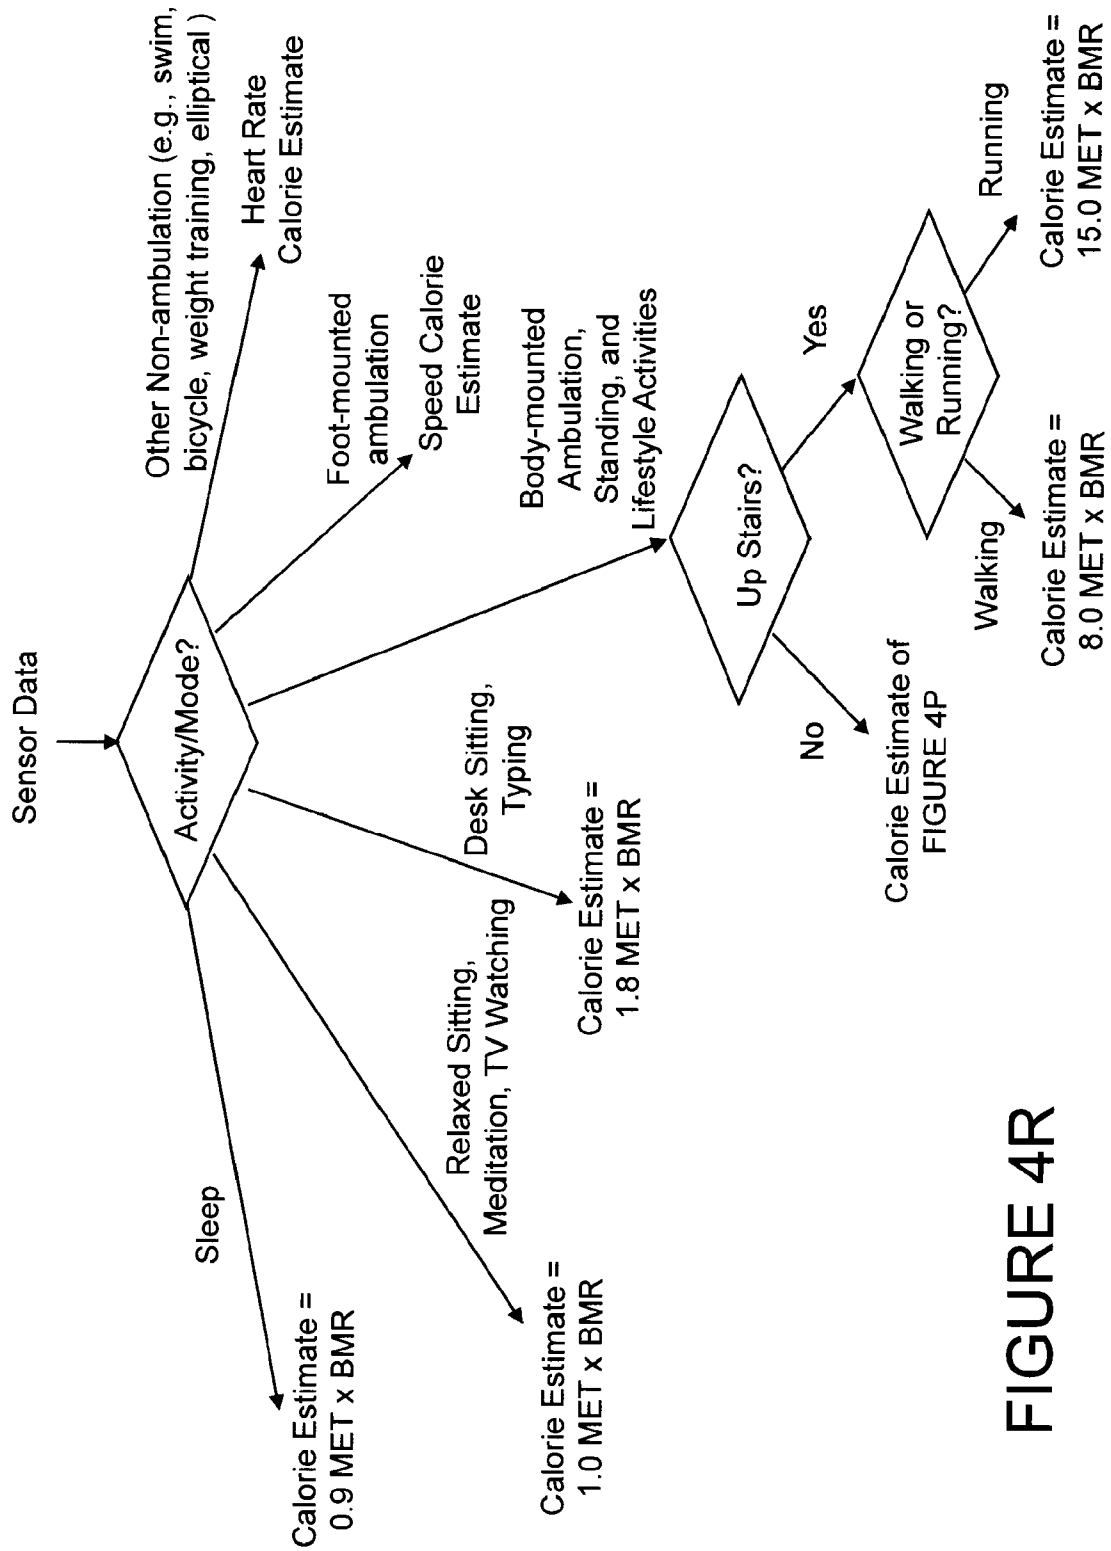 Sensor Data
Activity/Mode?
Sleep
Calorie Estimate =
0.9 MET x BMR
Relaxed Sitting,
Meditation, TV Watching
Calorie Estimate =
1.0 MET x BMR
Desk Sitting,
Typing
Calorie Estimate =
1.8 MET x BMR
Body-mounted
Ambulation,
Standing, and
Lifestyle Activities
Foot-mounted
ambulation
Speed Calorie
Estimate
Other Non-ambulation (e.g., swim,
bicycle, weight training, elliptical )
Heart Rate
Calorie Estimate
Up Stairs?
No
Calorie Estimate of
FIGURE 4P
Yes
Walking or
Running?
Walking
Calorie Estimate =
8.0 MET x BMR
Running
Calorie Estimate =
15.0 MET x BMR
FIGURE 4R